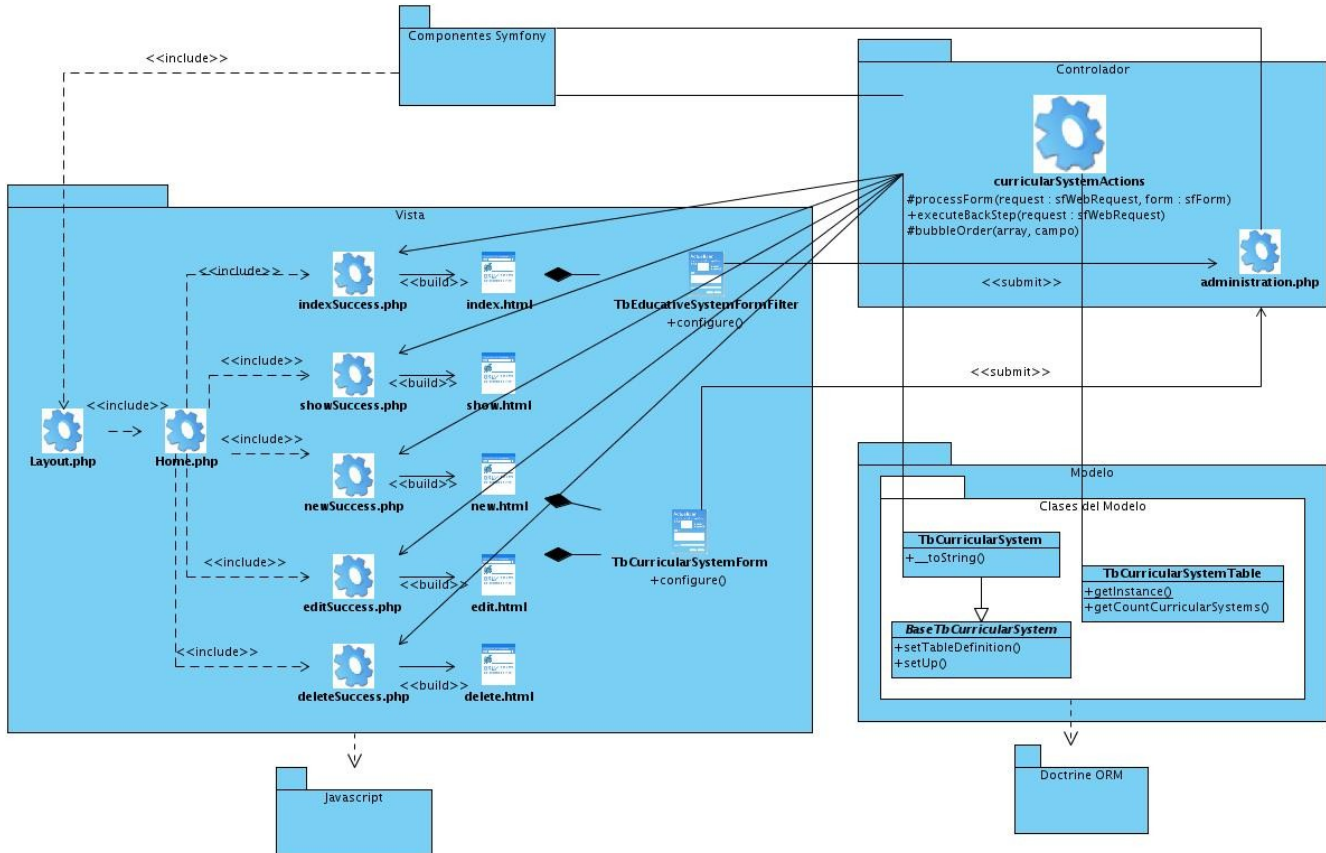 Componentes Symfony
<<include>>
Controlador
curricularSystemActions
#processForm(request : sfWebRequest, form : sfForm)
+executeBackStep(request : sfWebRequest)
#bubbleOrder(array, campo)
administration.php
<<submit>>
<<submit>>
Vista
<<include>>
indexSuccess.php
<<build>>
index.html
TbEducativeSystemFormFilter
+configure()
<<include>>
showSuccess.php
<<build>>
show.html
<<include>>
Layout.php
Home.php
<<include>>
newSuccess.php
<<build>>
new.html
TbCurricularSystemForm
+configure()
<<include>>
editSuccess.php
<<build>>
edit.html
<<include>>
deleteSuccess.php
<<build>>
delete.html
Modelo
Clases del Modelo
TbCurricularSystem
+__toString()
TbCurricularSystemTable
+getInstance()
+getCountCurricularSystems()
BaseTbCurricularSystem
+setTableDefinition()
+setUp()
Javascript
Doctrine ORM